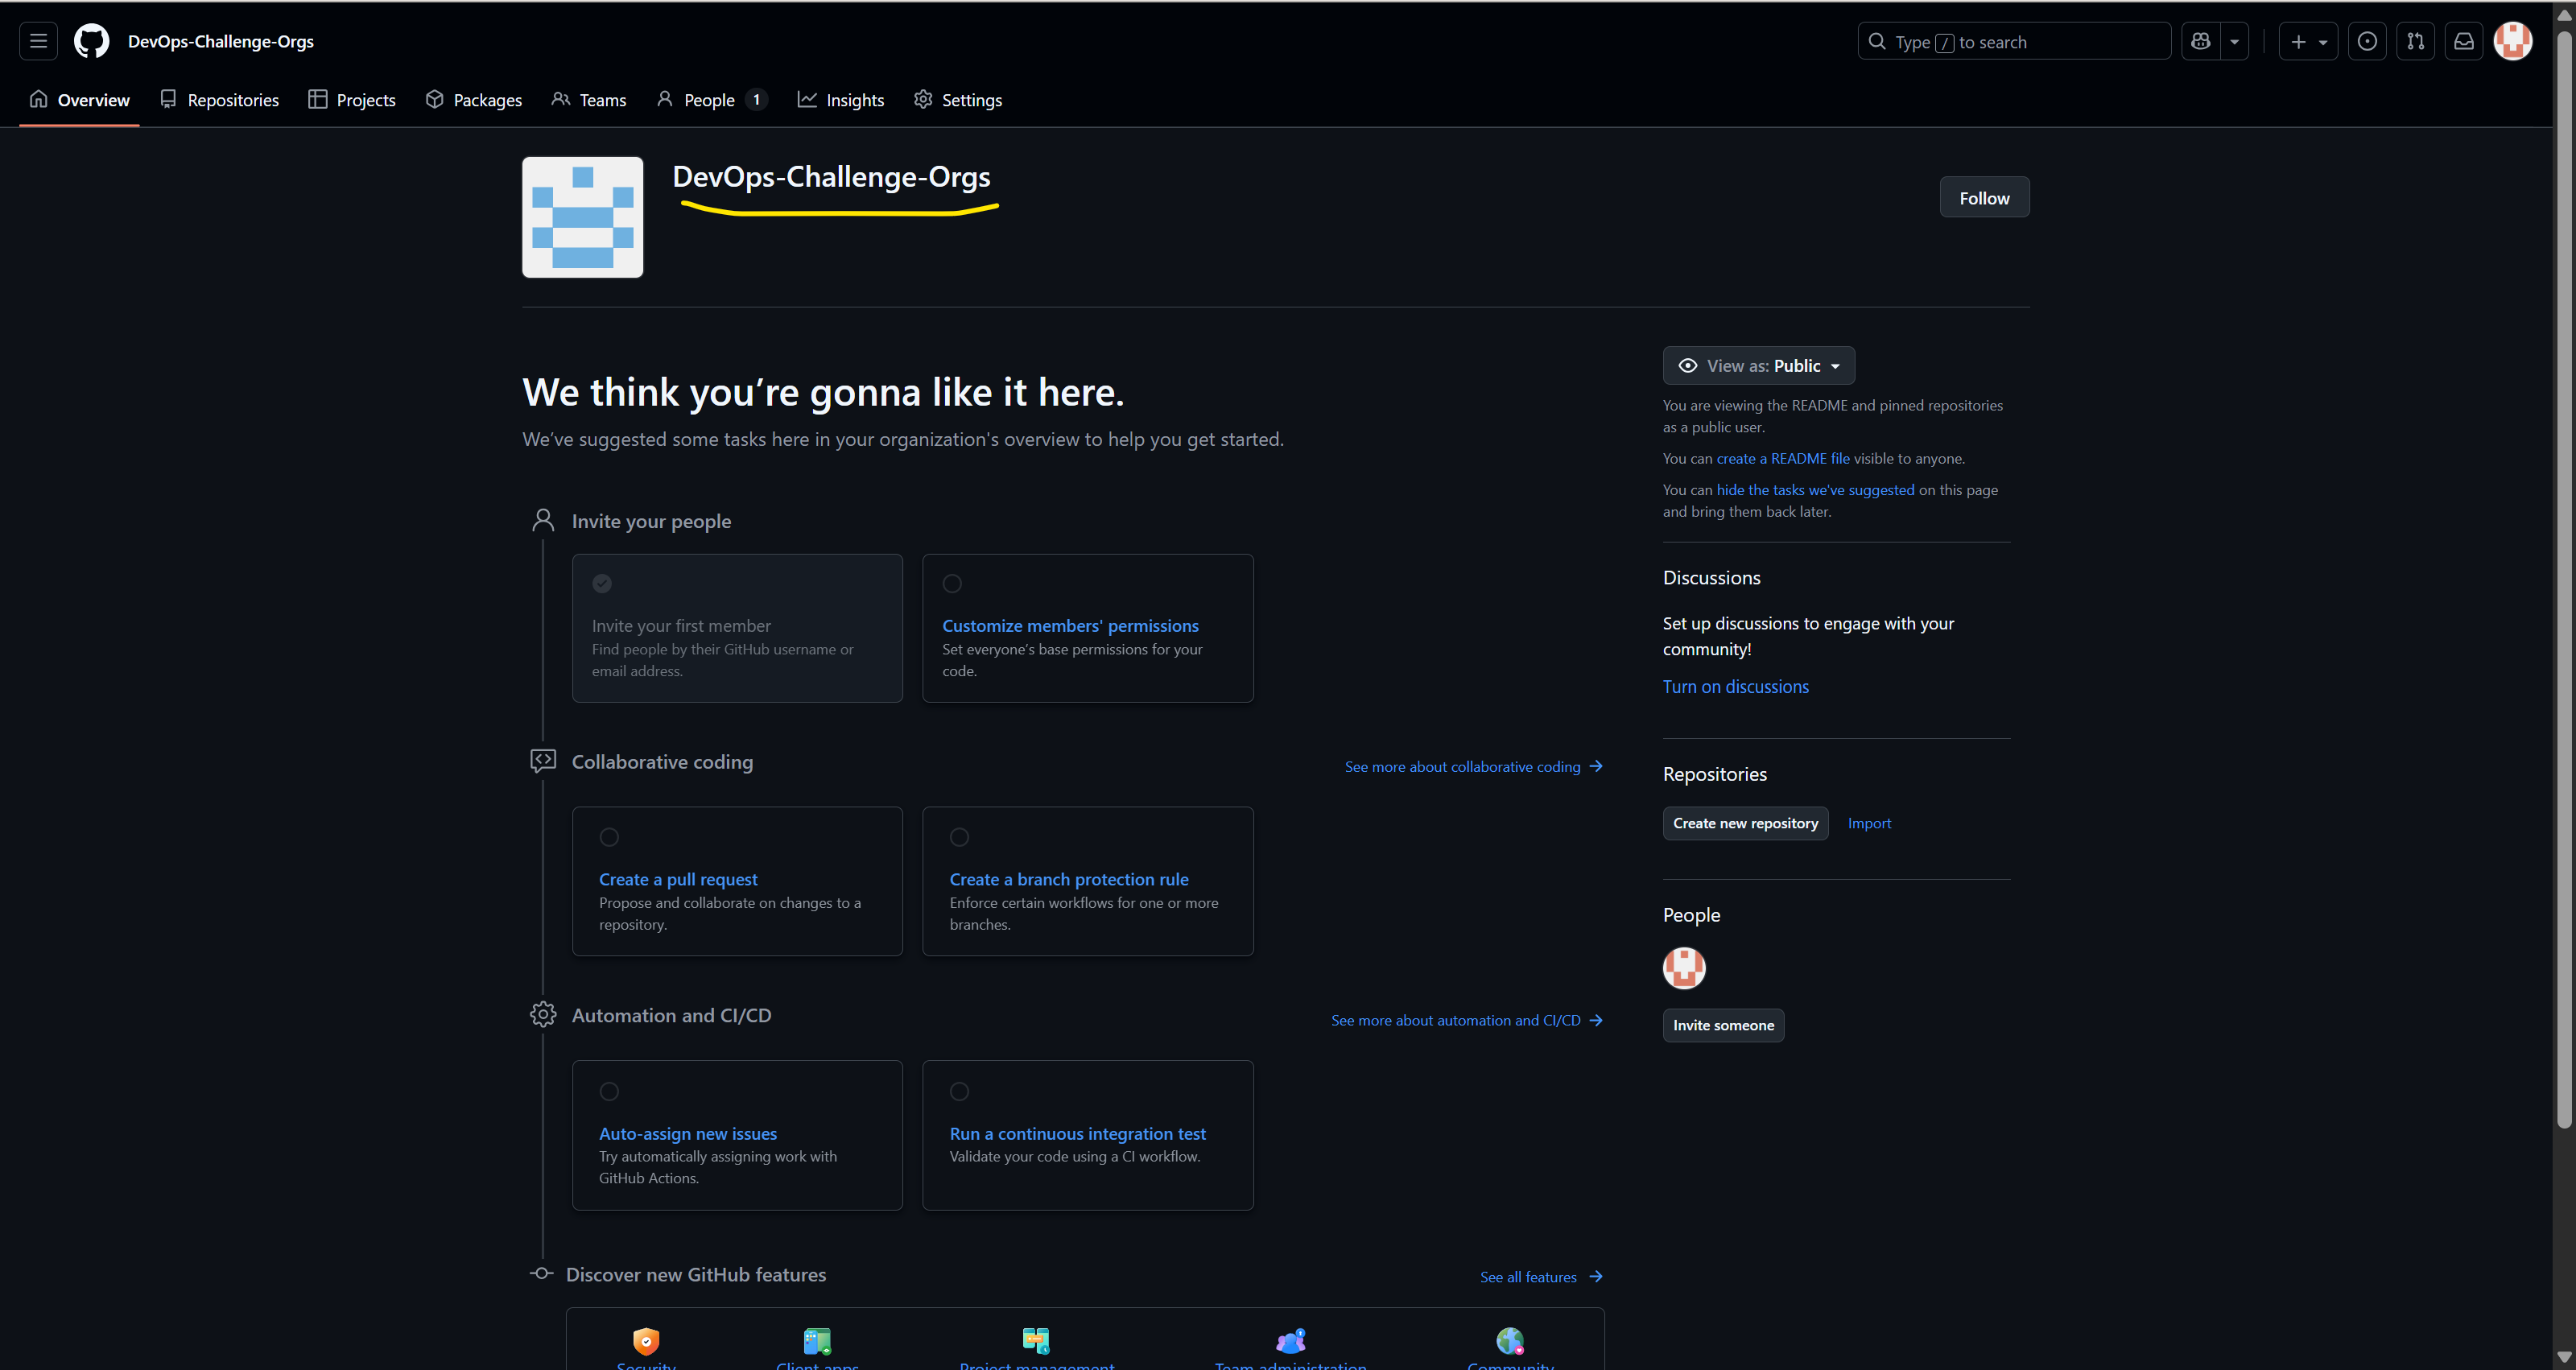 DevOps-Challenge-Orgs
Type / to search
Overview
Repositories
Projects
Packages
Teams
People 1
Insights
Settings
DevOps-Challenge-Orgs
Follow
We think you’re gonna like it here.
We’ve suggested some tasks here in your organization's overview to help you get started.
Invite your people
Invite your first member
Find people by their GitHub username or
email address.
Customize members' permissions
Set everyone’s base permissions for your
code.
Collaborative coding
See more about collaborative coding
Create a pull request
Propose and collaborate on changes to a
repository.
Create a branch protection rule
Enforce certain workflows for one or more
branches.
Automation and CI/CD
See more about automation and CI/CD
Auto-assign new issues
Try automatically assigning work with
GitHub Actions.
Run a continuous integration test
Validate your code using a CI workflow.
Discover new GitHub features
See all features
Security
Client apps
Project management
Team administration
Community
View as: Public
You are viewing the README and pinned repositories
as a public user.
You can create a README file visible to anyone.
You can hide the tasks we've suggested on this page
and bring them back later.
Discussions
Set up discussions to engage with your
community!
Turn on discussions
Repositories
Create new repository
Import
People
Invite someone